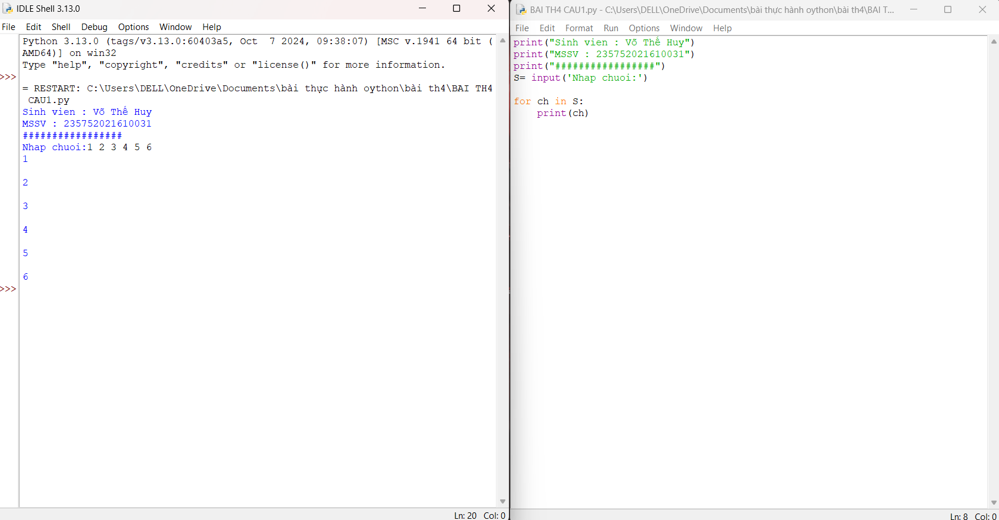 IDLE Shell 3.13.0
File Edit Shell Debug Options Window Help
Python 3.13.0 (tags/v3.13.0:60403a5, Oct  7 2024, 09:38:07) [MSC v.1941 64 bit (
AMD64)] on win32
Type "help", "copyright", "credits" or "license()" for more information.
>>>
= RESTART: C:\Users\DELL\OneDrive\Documents\bài thực hành oython\bài th4\BAI TH4
 CAU1.py
Sinh vien : Võ Thế Huy
MSSV : 235752021610031
#################
Nhap chuoi:1 2 3 4 5 6
1
2
3
4
5
6
>>>
Ln: 20 Col: 0
BAI TH4 CAU1.py - C:\Users\DELL\OneDrive\Documents\bài thực hành oython\bài th4\BAI T...
File Edit Format Run Options Window Help
print("Sinh vien : Võ Thế Huy")
print("MSSV : 235752021610031")
print("#################")
S= input('Nhap chuoi:')
for ch in S:
    print(ch)
Ln: 8 Col: 0